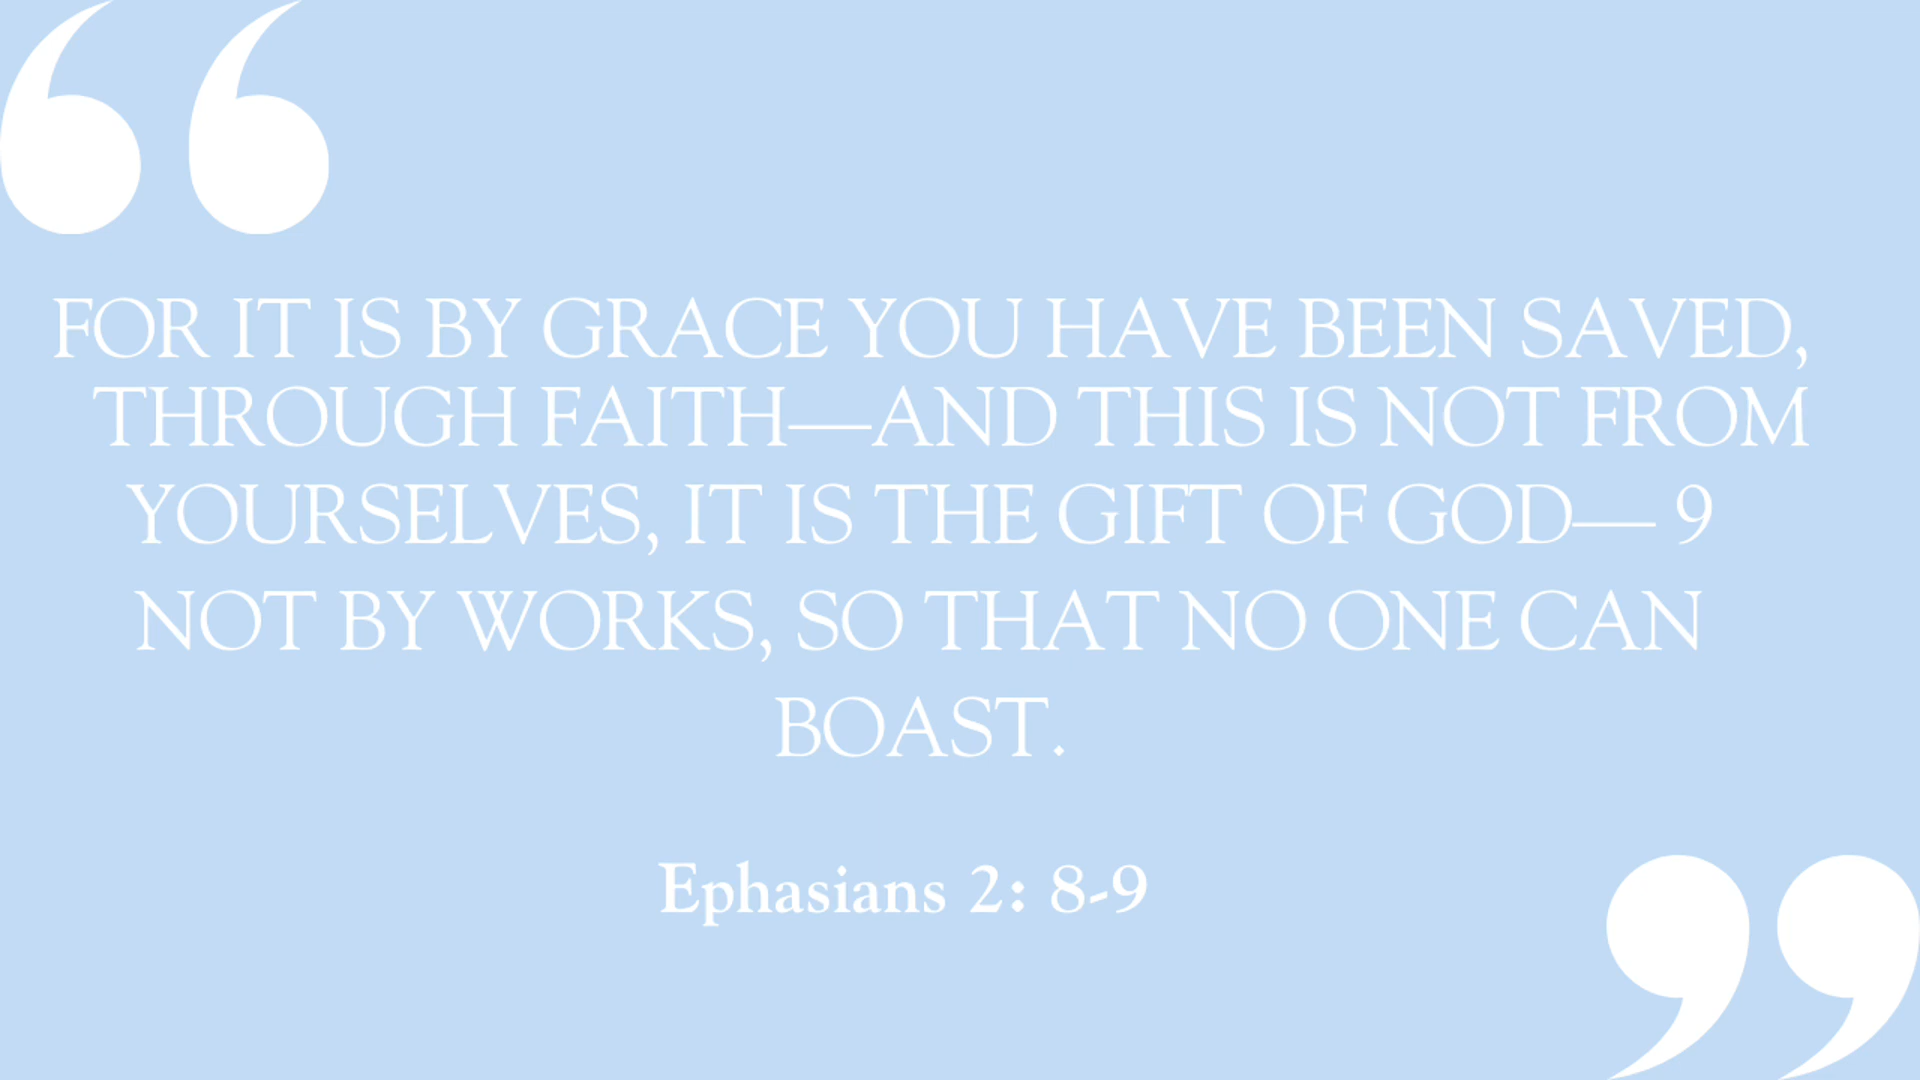 FOR IT IS BY GRACE YOU HAVE BEEN SAVED,
THROUGH FAITH—AND THIS IS NOT FROM
YOURSELVES, IT IS THE GIFT OF GOD— 9
NOT BY WORKS, SO THAT NO ONE CAN
BOAST.
Ephasians 2: 8-9